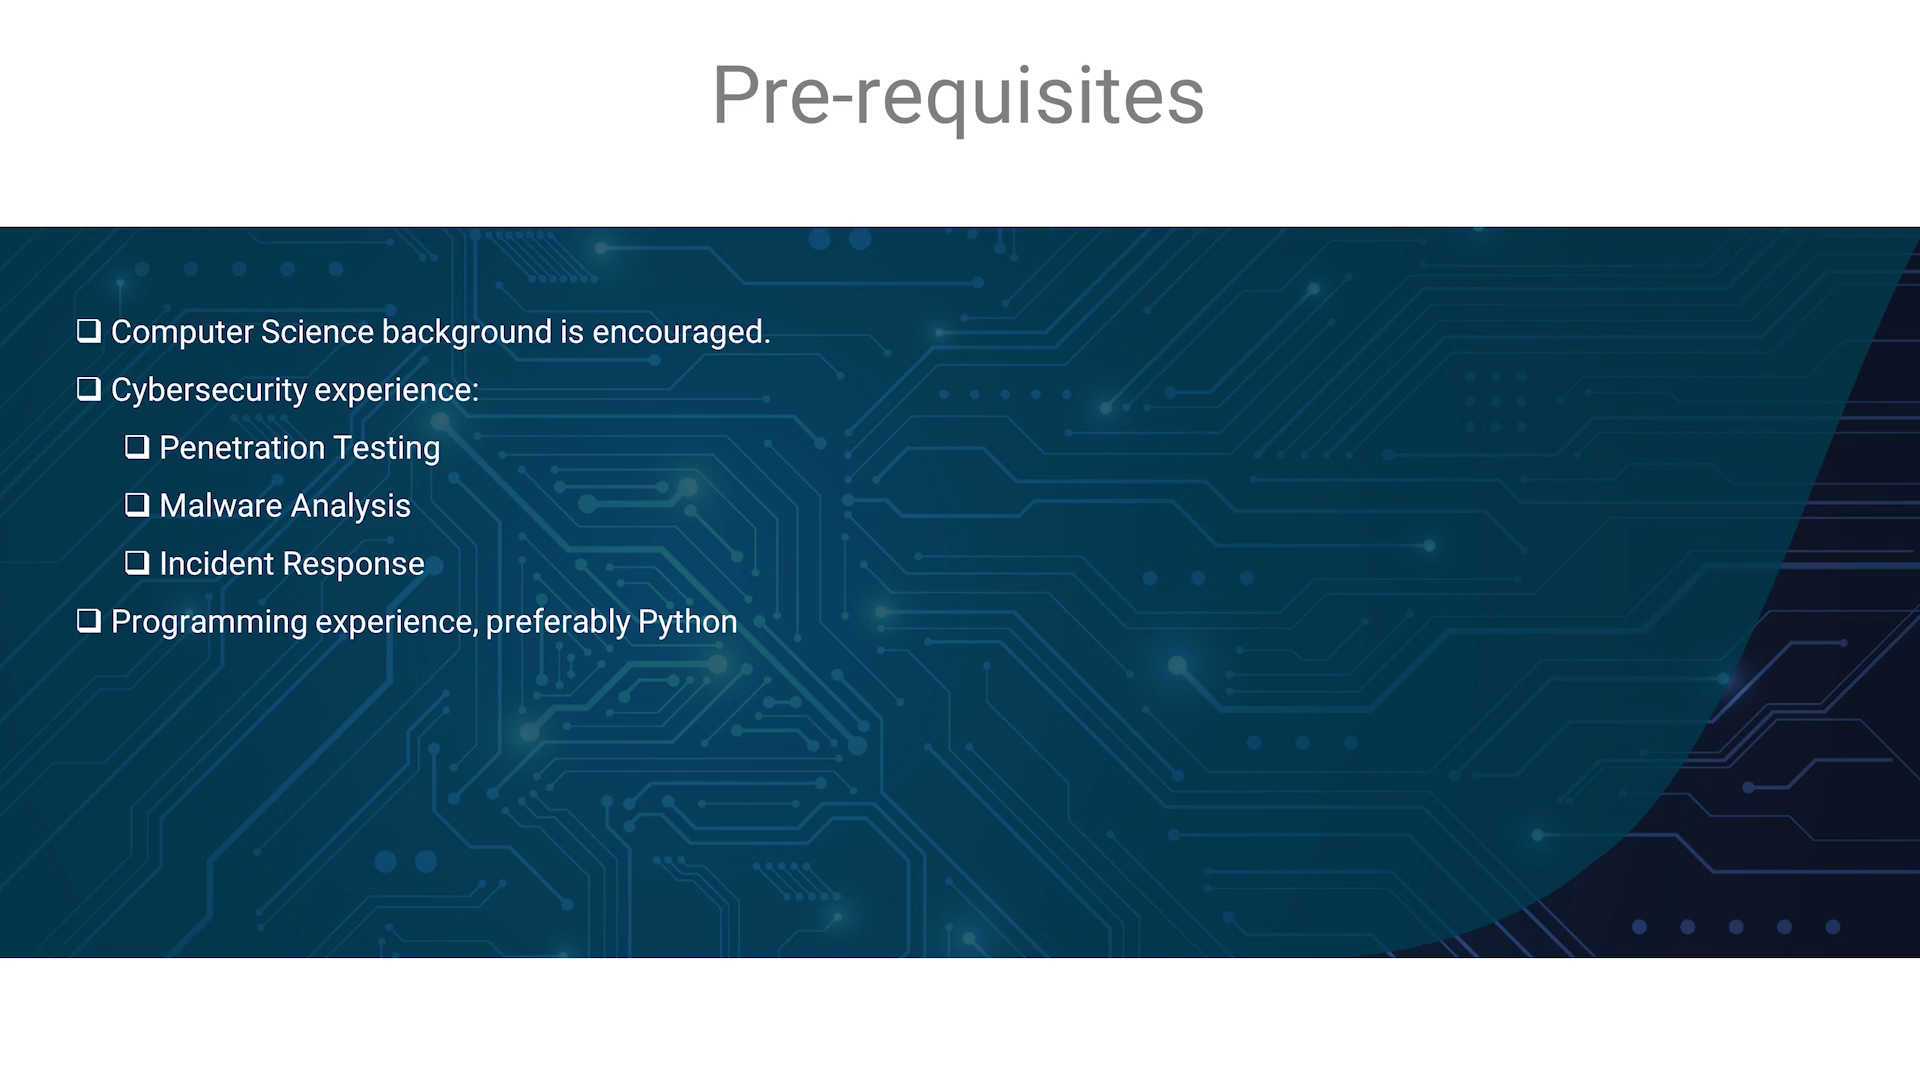 Pre-requisites
❑ Computer Science background is encouraged.
❑ Cybersecurity experience:
❑ Penetration Testing
❑ Malware Analysis
❑ Incident Response
❑ Programming experience, preferably Python